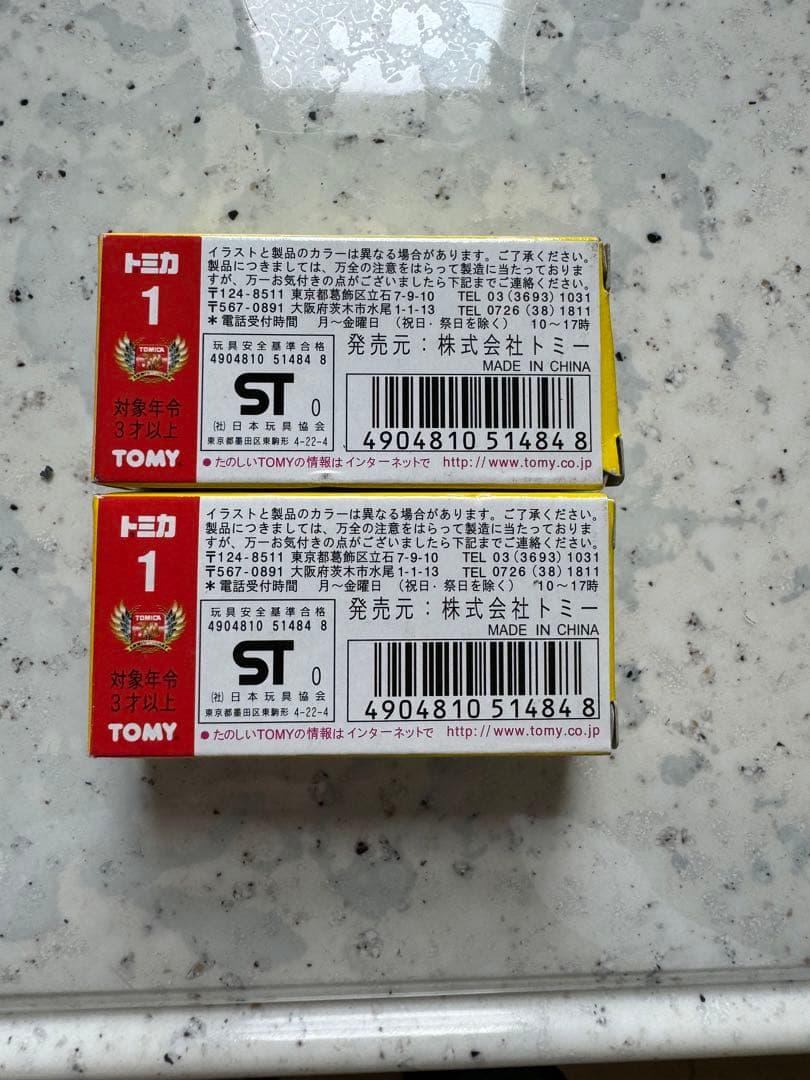 トミカ
1
TOMICA
対象年令
3才以上
TOMY
イラストと製品のカラーは異なる場合があります。ご了承ください。
製品につきましては、万全の注意をはらって製造に当たっておりま
すが、万一お気付きの点がございましたら下記までご連絡ください。
〒124-8511 東京都葛飾区立石7-9-10 TEL 03(3693)1031
〒567-0891 大阪府茨木市水尾1-1-13 TEL 0726(38)1811
＊電話受付時間 月〜金曜日（祝日・祭日を除く） 10〜17時
玩具安全基準合格
4904810 51484 8
ST 0
(社)日本玩具協会
東京都墨田区東駒形 4-22-4
発売元：株式会社トミー
MADE IN CHINA
4904810 514848
●たのしいTOMYの情報はインターネットで http://www.tomy.co.jp
トミカ
1
TOMICA
対象年令
3才以上
TOMY
イラストと製品のカラーは異なる場合があります。ご了承ください。
製品につきましては、万全の注意をはらって製造に当たっておりま
すが、万一お気付きの点がございましたら下記までご連絡ください。
〒124-8511 東京都葛飾区立石7-9-10 TEL 03(3693)1031
〒567-0891 大阪府茨木市水尾1-1-13 TEL 0726(38)1811
＊電話受付時間 月〜金曜日（祝日・祭日を除く） 10〜17時
玩具安全基準合格
4904810 51484 8
ST 0
(社)日本玩具協会
東京都墨田区東駒形 4-22-4
発売元：株式会社トミー
MADE IN CHINA
4904810 514848
●たのしいTOMYの情報はインターネットで http://www.tomy.co.jp